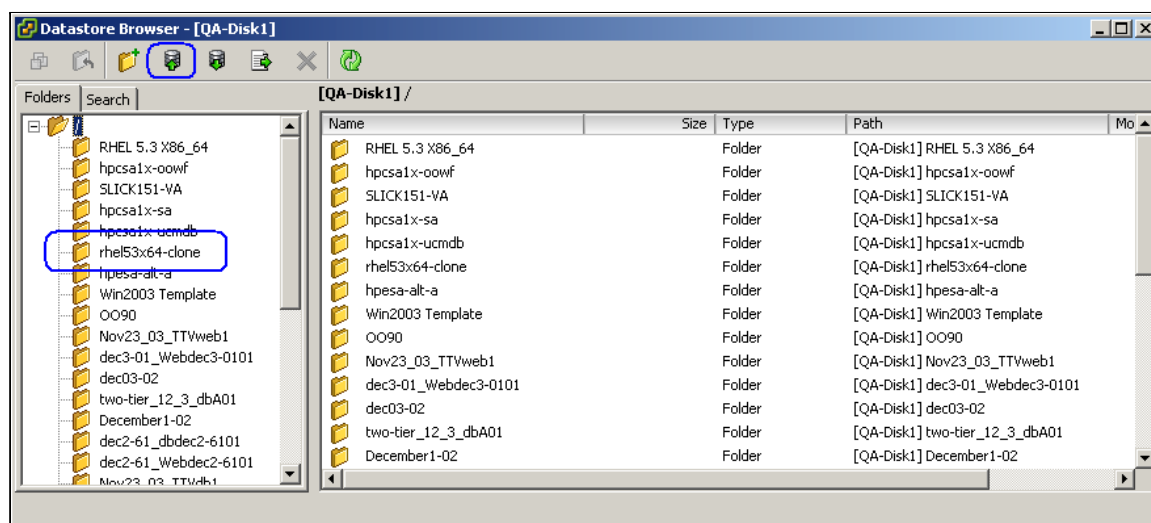 Datastore Browser - [QA-Disk1]
Folders Search
[QA-Disk1] /
/
RHEL 5.3 X86_64
hpcsa1x-oowf
SLICK151-VA
hpcsa1x-sa
hpcsa1x-ucmdb
rhel53x64-clone
hpesa-alt-a
Win2003 Template
OO90
Nov23_03_TTVweb1
dec3-01_Webdec3-0101
dec03-02
two-tier_12_3_dbA01
December1-02
dec2-61_dbdec2-6101
dec2-61_Webdec2-6101
Nov23_03_TTVdb1
Name Size Type Path Mo
RHEL 5.3 X86_64 Folder [QA-Disk1] RHEL 5.3 X86_64
hpcsa1x-oowf Folder [QA-Disk1] hpcsa1x-oowf
SLICK151-VA Folder [QA-Disk1] SLICK151-VA
hpcsa1x-sa Folder [QA-Disk1] hpcsa1x-sa
hpcsa1x-ucmdb Folder [QA-Disk1] hpcsa1x-ucmdb
rhel53x64-clone Folder [QA-Disk1] rhel53x64-clone
hpesa-alt-a Folder [QA-Disk1] hpesa-alt-a
Win2003 Template Folder [QA-Disk1] Win2003 Template
OO90 Folder [QA-Disk1] OO90
Nov23_03_TTVweb1 Folder [QA-Disk1] Nov23_03_TTVweb1
dec3-01_Webdec3-0101 Folder [QA-Disk1] dec3-01_Webdec3-0101
dec03-02 Folder [QA-Disk1] dec03-02
two-tier_12_3_dbA01 Folder [QA-Disk1] two-tier_12_3_dbA01
December1-02 Folder [QA-Disk1] December1-02